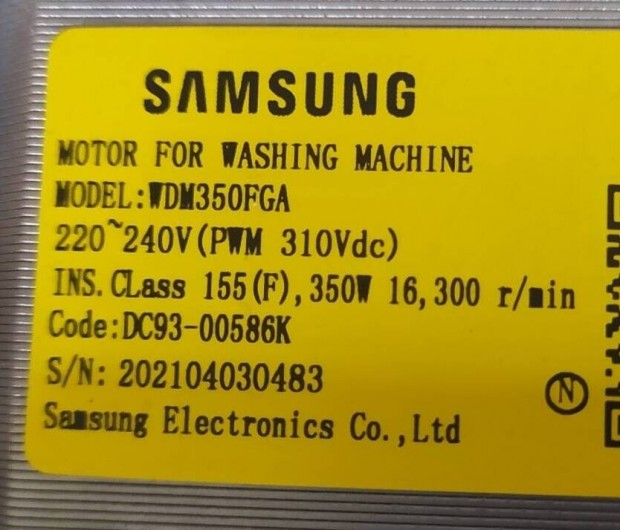 SAMSUNG
MOTOR FOR WASHING MACHINE
MODEL:WDM350FGA
220~240V(PWM 310Vdc)
INS.CLass 155(F),350W 16,300 r/min
Code:DC93-00586K
S/N: 202104030483
N
Samsung Electronics Co.,Ltd